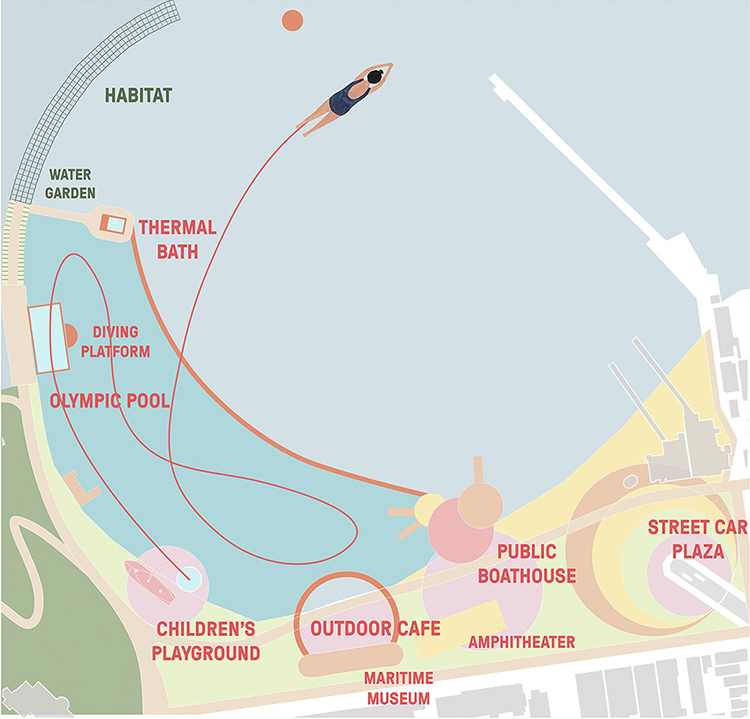 HABITAT
WATER
GARDEN
THERMAL
BATH
DIVING
PLATFORM
OLYMPIC POOL
STREET CAR
PLAZA
PUBLIC
BOATHOUSE
CHILDREN'S
PLAYGROUND
OUTDOOR CAFE
AMPHITHEATER
MARITIME
MUSEUM